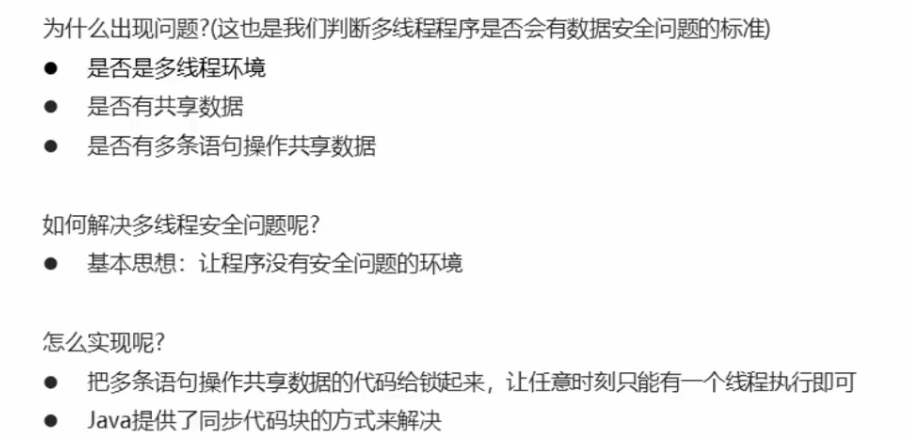 为什么出现问题?(这也是我们判断多线程程序是否会有数据安全问题的标准)
● 是否是多线程环境
● 是否有共享数据
● 是否有多条语句操作共享数据
如何解决多线程安全问题呢?
● 基本思想：让程序没有安全问题的环境
怎么实现呢?
● 把多条语句操作共享数据的代码给锁起来，让任意时刻只能有一个线程执行即可
● Java提供了同步代码块的方式来解决